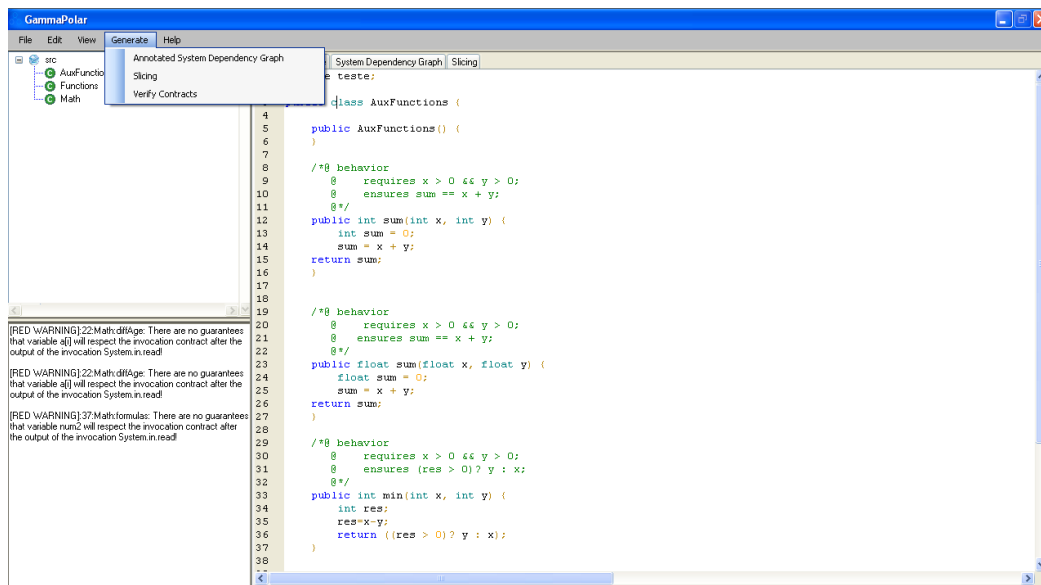 GammaPolar
File Edit View Generate Help
Annotated System Dependency Graph
Slicing
Verify Contracts
src
AuxFunctio
Functions
Math
System Dependency Graph Slicing
e teste;
class AuxFunctions {
4
5 public AuxFunctions() {
6 }
7
8 /*@ behavior
9 @ requires x > 0 && y > 0;
10 @ ensures sum == x + y;
11 @*/
12 public int sum(int x, int y) {
13 int sum = 0;
14 sum = x + y;
15 return sum;
16 }
17
18
19 /*@ behavior
20 @ requires x > 0 && y > 0;
21 @ ensures sum == x + y;
22 @*/
23 public float sum(float x, float y) {
24 float sum = 0;
25 sum = x + y;
26 return sum;
27 }
28
29 /*@ behavior
30 @ requires x > 0 && y > 0;
31 @ ensures (res > 0)? y : x;
32 @*/
33 public int min(int x, int y) {
34 int res;
35 res=x-y;
36 return ((res > 0)? y : x);
37 }
38
[RED WARNING]:22:Math:diffAge: There are no guarantees
that variable a[i] will respect the invocation contract after the
output of the invocation System.in.read!
[RED WARNING]:22:Math:diffAge: There are no guarantees
that variable a[i] will respect the invocation contract after the
output of the invocation System.in.read!
[RED WARNING]:37:Math:formulas: There are no guarantees
that variable num2 will respect the invocation contract after
the output of the invocation System.in.read!